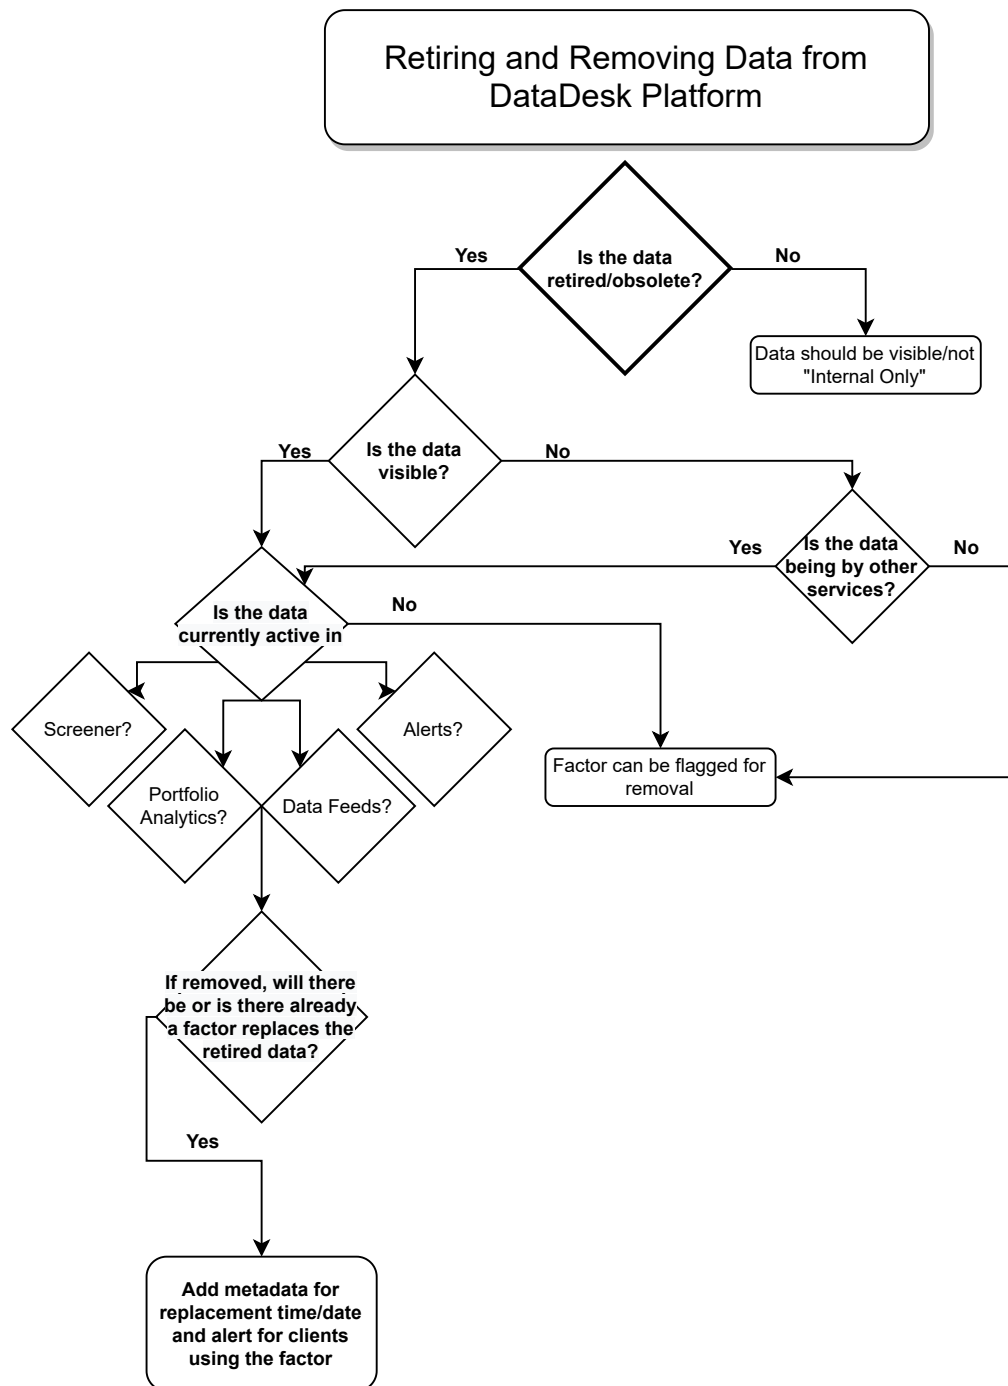 Retiring and Removing Data from
DataDesk Platform
Is the data
retired/obsolete?
Yes
No
Data should be visible/not
"Internal Only"
Is the data
visible?
Yes
No
Is the data
being by other
services?
Yes
No
Is the data
currently active in
No
Screener?
Portfolio
Analytics?
Data Feeds?
Alerts?
Factor can be flagged for
removal
If removed, will there
be or is there already
a factor replaces the
retired data?
Yes
Add metadata for
replacement time/date
and alert for clients
using the factor